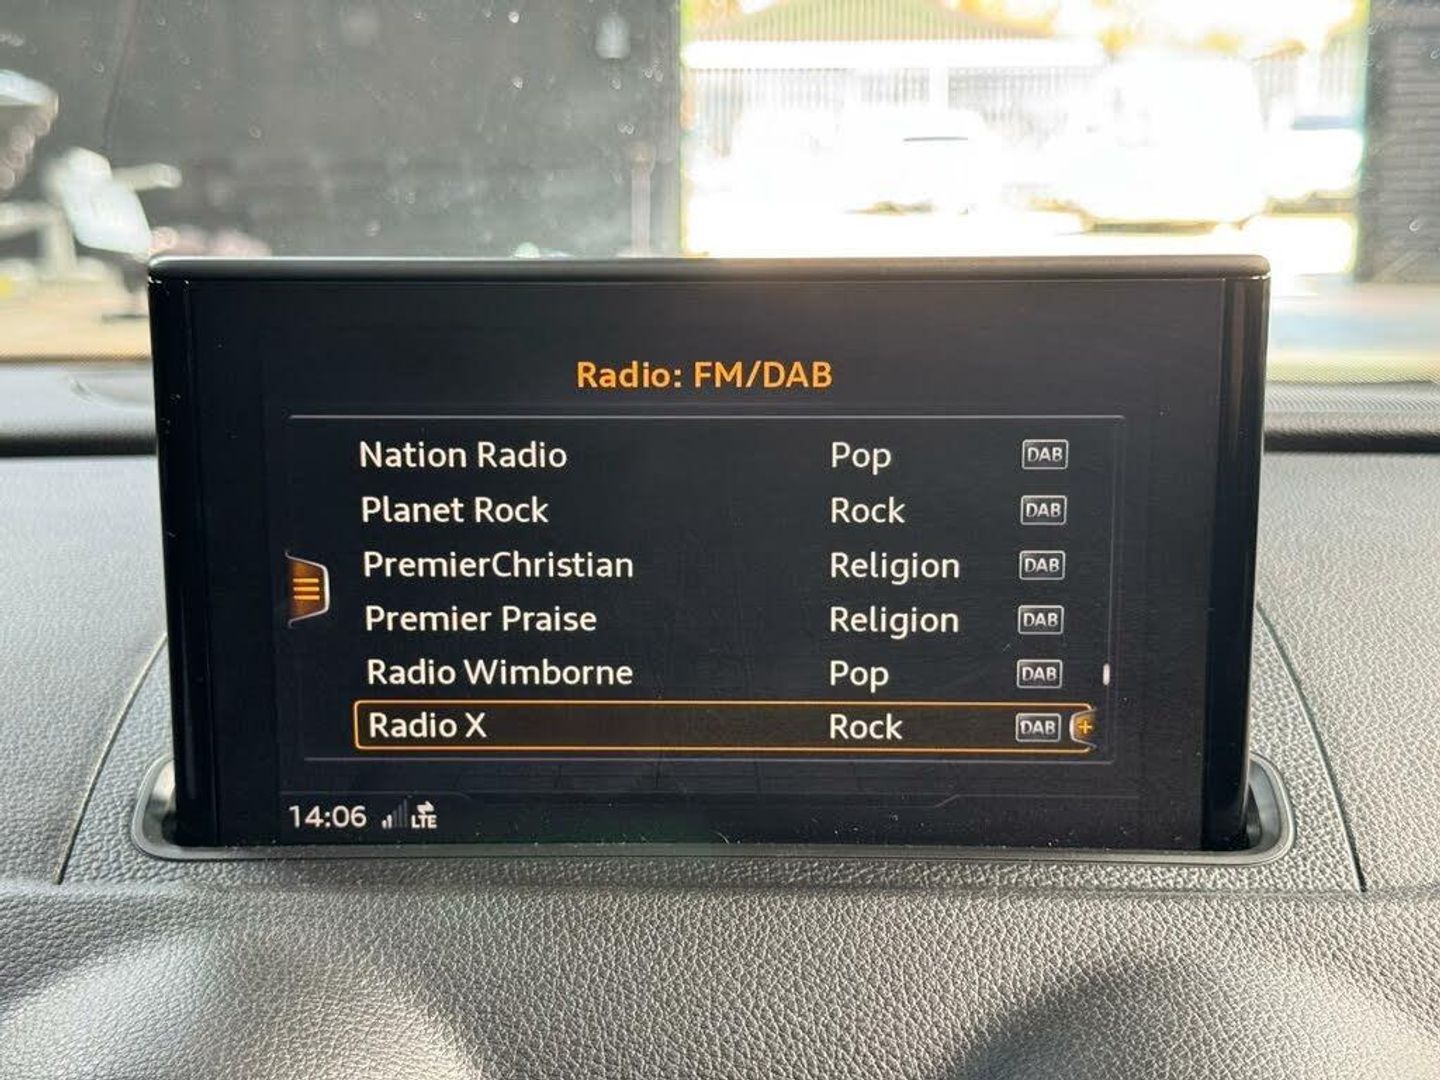 Radio: FM/DAB
Nation Radio Pop DAB
Planet Rock Rock DAB
PremierChristian Religion DAB
Premier Praise Religion DAB
Radio Wimborne Pop DAB
Radio X Rock DAB +
14:06 LTE